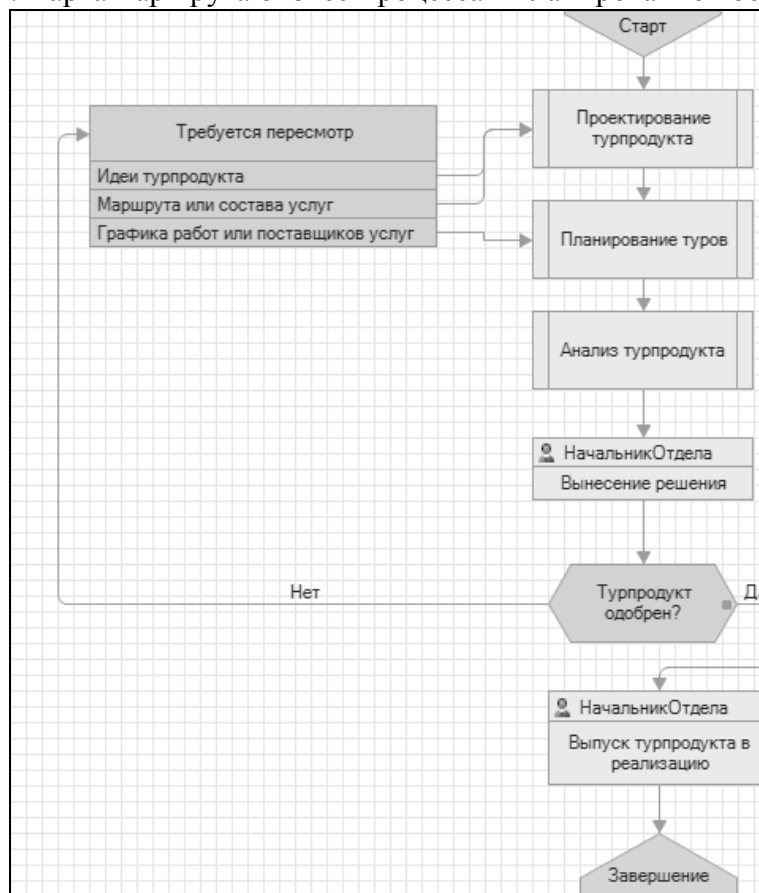 Старт
Проектирование
турпродукта
Требуется пересмотр
Идеи турпродукта
Маршрута или состава услуг
Графика работ или поставщиков услуг
Планирование туров
Анализ турпродукта
НачальникОтдела
Вынесение решения
Нет
Турпродукт
одобрен?
НачальникОтдела
Выпуск турпродукта в
реализацию
Завершение